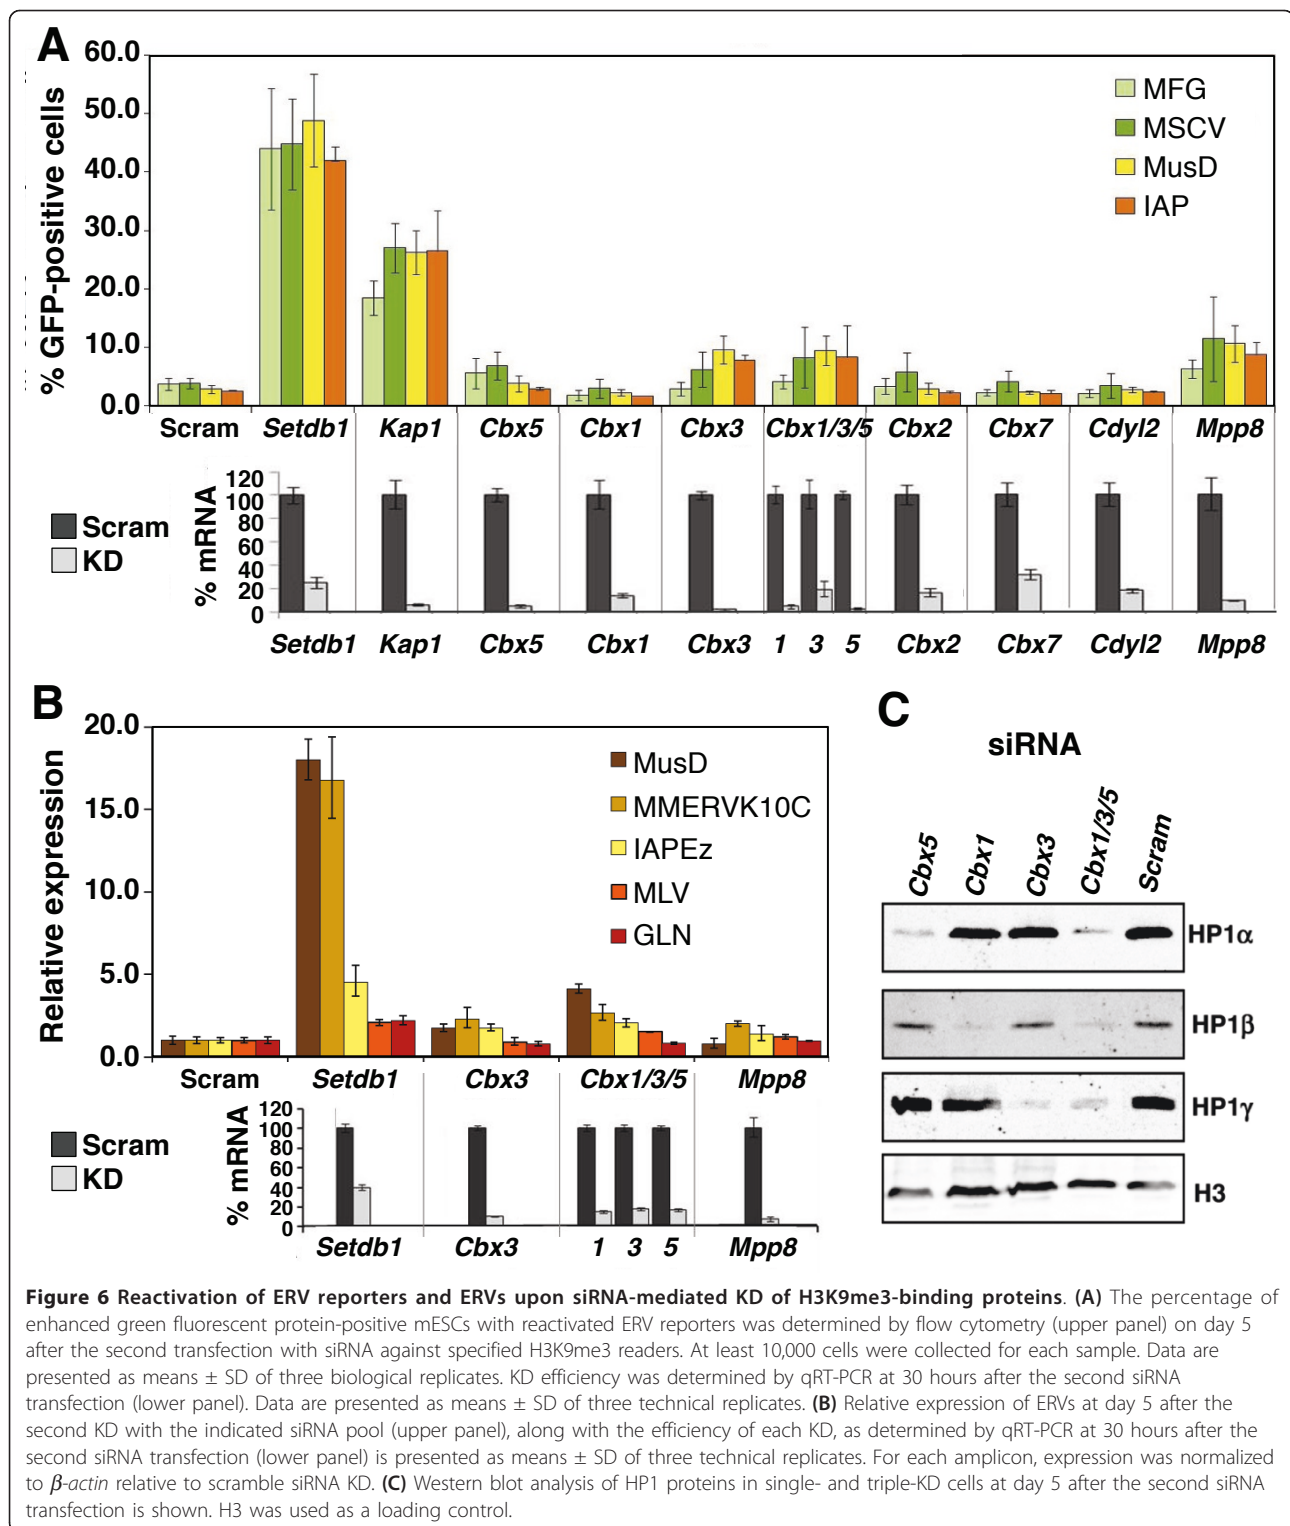 A
60.0
50.0
40.0
30.0
20.0
10.0
0.0
% GFP-positive cells
MFG
MSCV
MusD
IAP
Scram Setdb1 Kap1 Cbx5 Cbx1 Cbx3 Cbx1/3/5 Cbx2 Cbx7 Cdyl2 Mpp8
Scram
KD
% mRNA
120
100
80
60
40
20
0
Setdb1 Kap1 Cbx5 Cbx1 Cbx3 1 3 5 Cbx2 Cbx7 Cdyl2 Mpp8
B
20.0
15.0
10.0
5.0
0.0
Relative expression
MusD
MMERVK10C
IAPEz
MLV
GLN
Scram Setdb1 Cbx3 Cbx1/3/5 Mpp8
Scram
KD
% mRNA
120
100
80
60
40
20
0
Setdb1 Cbx3 1 3 5 Mpp8
C
siRNA
Cbx5 Cbx1 Cbx3 Cbx1/3/5 Scram
HP1α
HP1β
HP1γ
H3
Figure 6 Reactivation of ERV reporters and ERVs upon siRNA-mediated KD of H3K9me3-binding proteins. (A) The percentage of
enhanced green fluorescent protein-positive mESCs with reactivated ERV reporters was determined by flow cytometry (upper panel) on day 5
after the second transfection with siRNA against specified H3K9me3 readers. At least 10,000 cells were collected for each sample. Data are
presented as means ± SD of three biological replicates. KD efficiency was determined by qRT-PCR at 30 hours after the second siRNA
transfection (lower panel). Data are presented as means ± SD of three technical replicates. (B) Relative expression of ERVs at day 5 after the
second KD with the indicated siRNA pool (upper panel), along with the efficiency of each KD, as determined by qRT-PCR at 30 hours after the
second siRNA transfection (lower panel) is presented as means ± SD of three technical replicates. For each amplicon, expression was normalized
to β-actin relative to scramble siRNA KD. (C) Western blot analysis of HP1 proteins in single- and triple-KD cells at day 5 after the second siRNA
transfection is shown. H3 was used as a loading control.